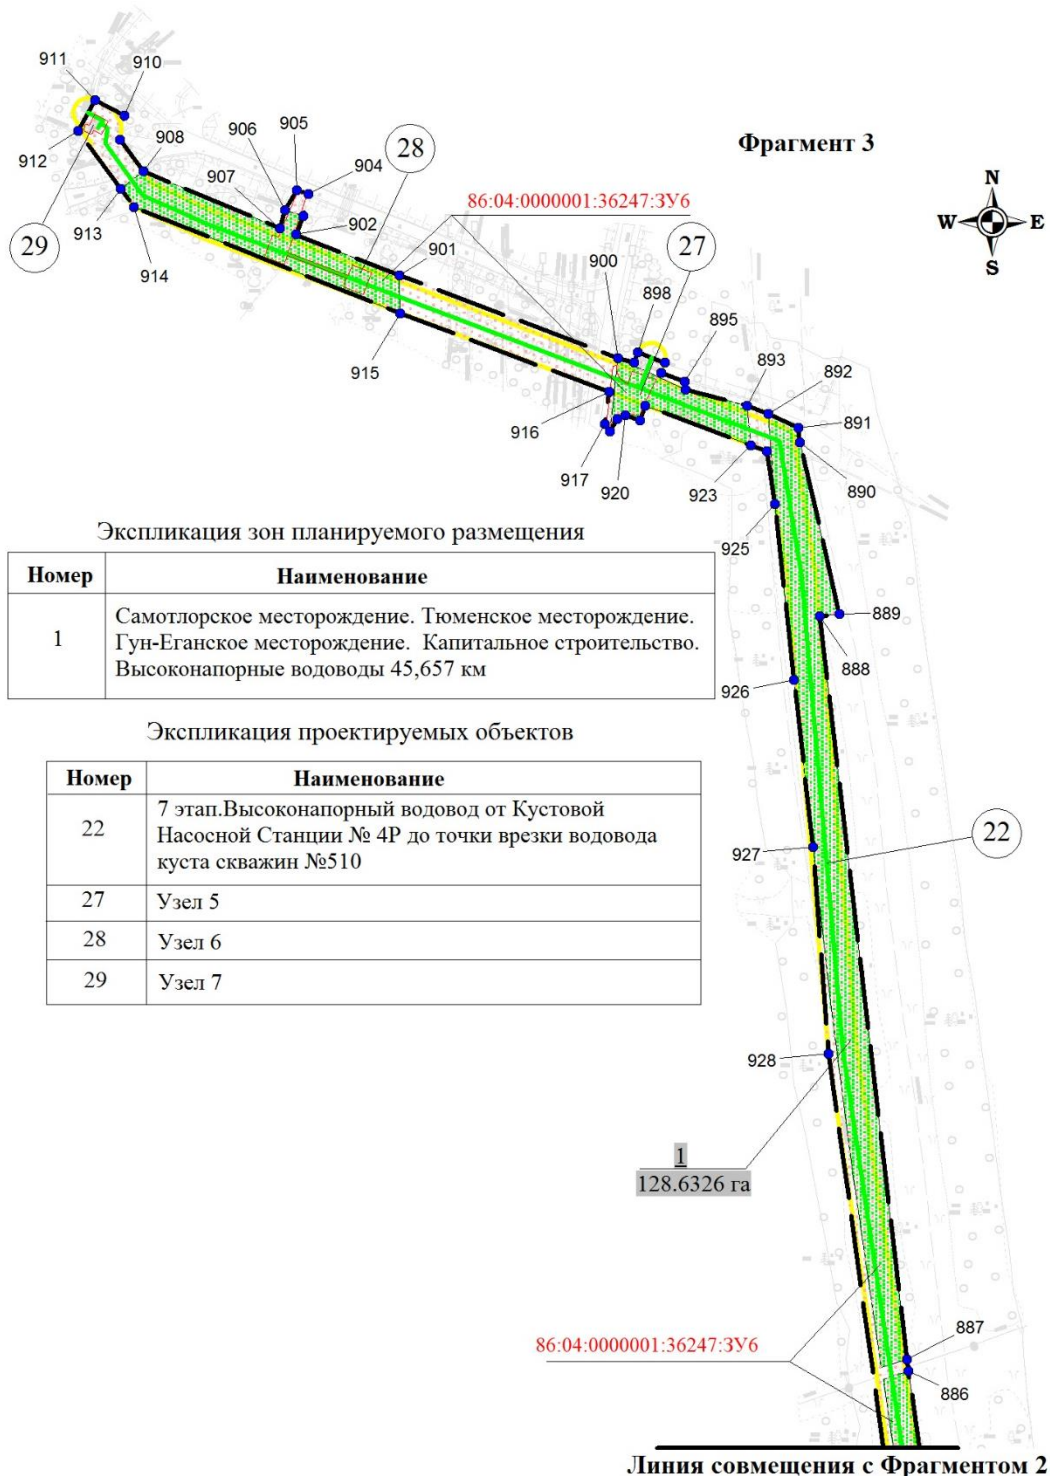 Фрагмент 3
N
W E
S
911
910
912
908
906
905
904
28
907
902
86:04:0000001:36247:ЗУ6
29
913
914
901
900
27
898
895
893
892
915
916
891
890
917
920
923
925
Экспликация зон планируемого размещения
Номер Наименование
1 Самотлорское месторождение. Тюменское месторождение.
Гун-Еганское месторождение. Капитальное строительство.
Высоконапорные водоводы 45,657 км
889
888
926
Экспликация проектируемых объектов
Номер Наименование
22 7 этап.Высоконапорный водовод от Кустовой
Насосной Станции № 4Р до точки врезки водовода
куста скважин №510
27 Узел 5
28 Узел 6
29 Узел 7
22
927
928
1
128.6326 га
86:04:0000001:36247:ЗУ6
887
886
Линия совмещения с Фрагментом 2